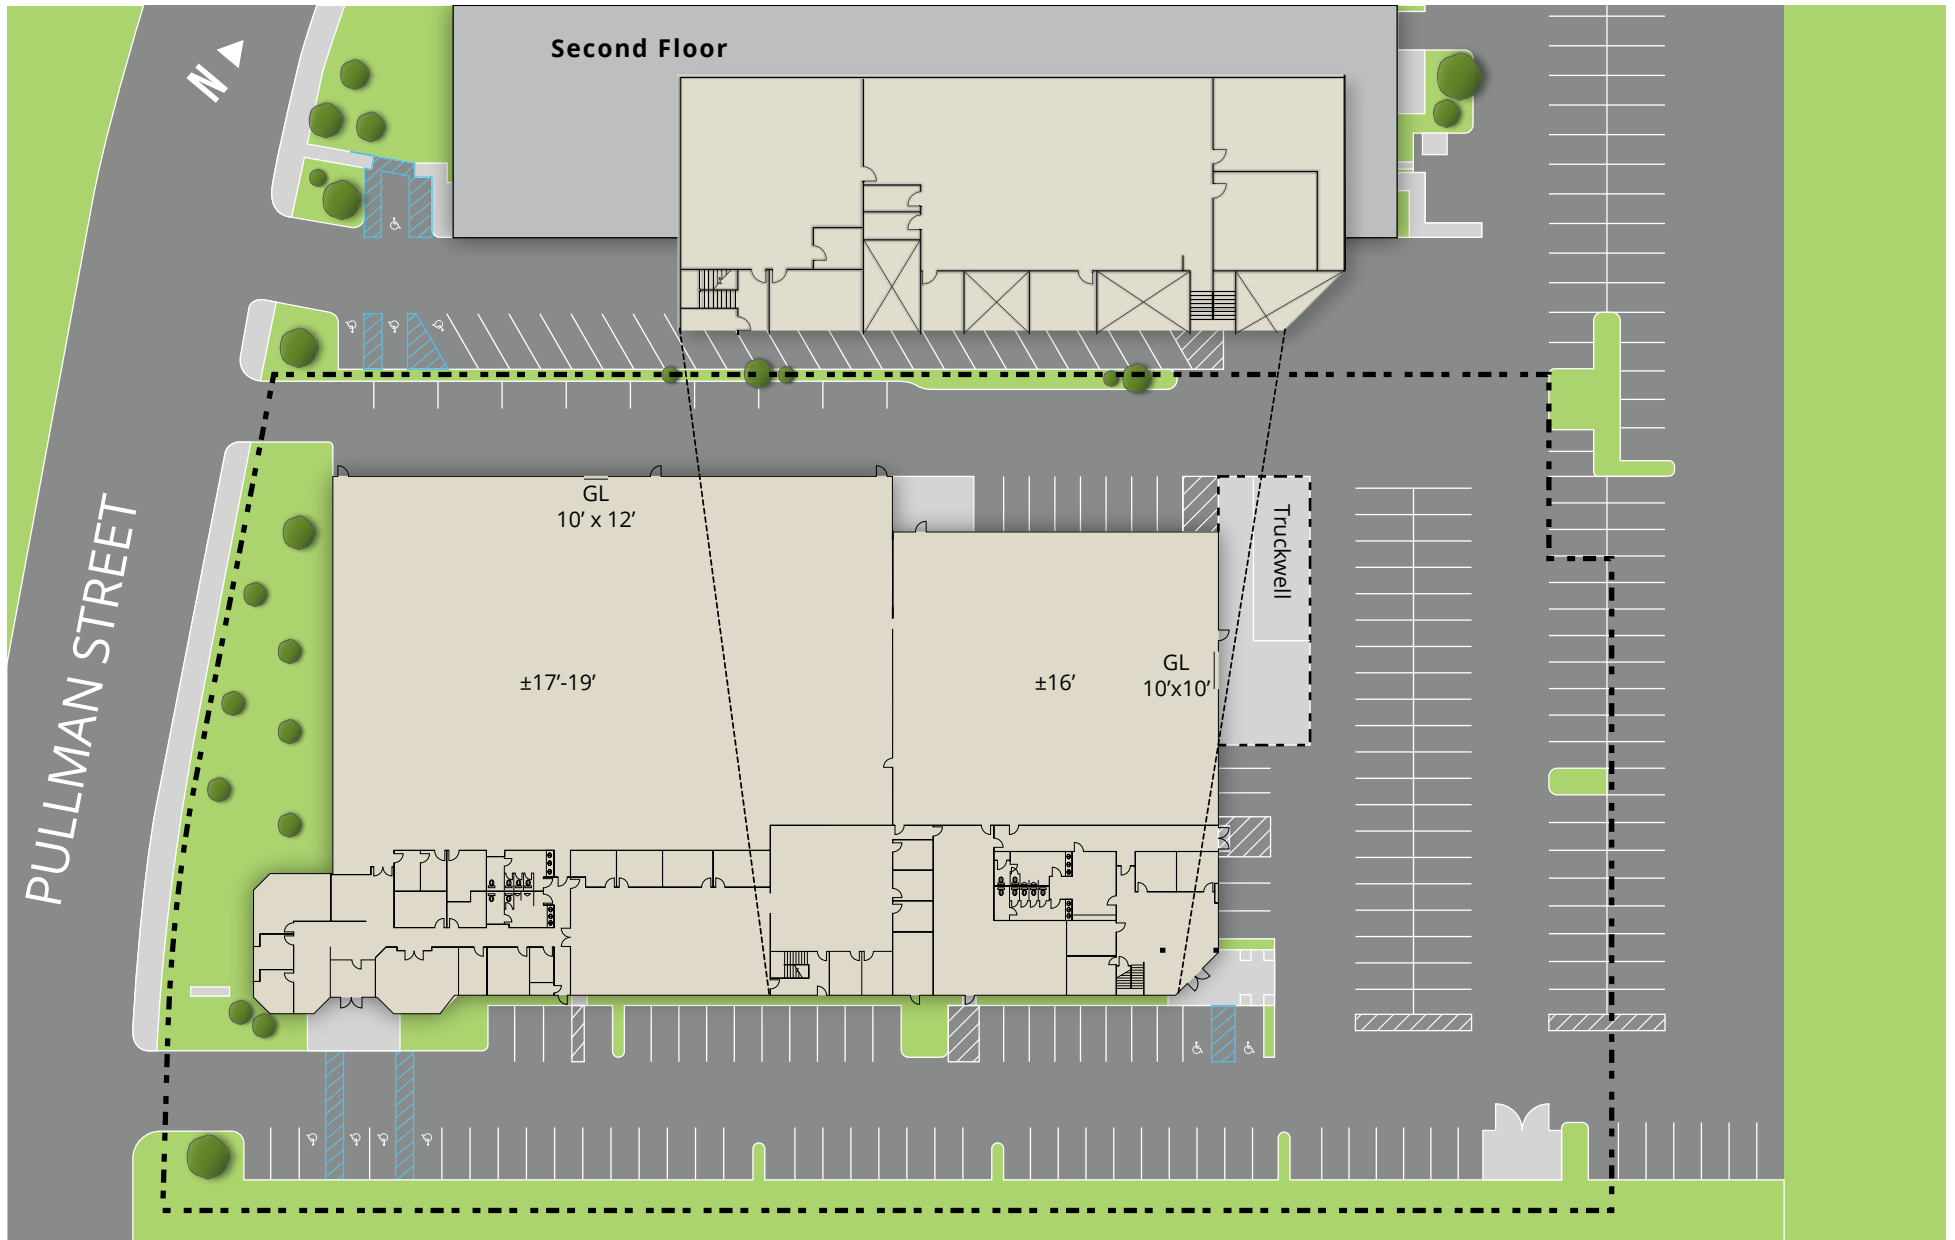 N
Second Floor
PULLMAN STREET
GL
10’ x 12’
Truckwell
±17’-19’
±16’
GL
10’x10’